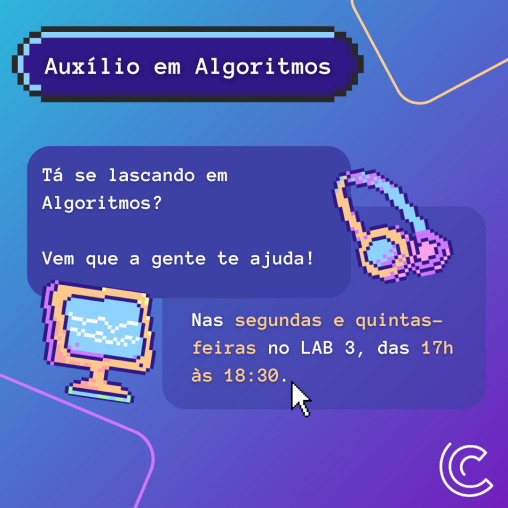 Auxílio em Algoritmos
Tá se lascando em
Algoritmos?
Vem que a gente te ajuda!
Nas segundas e quintas-
feiras no LAB 3, das 17h
às 18:30.